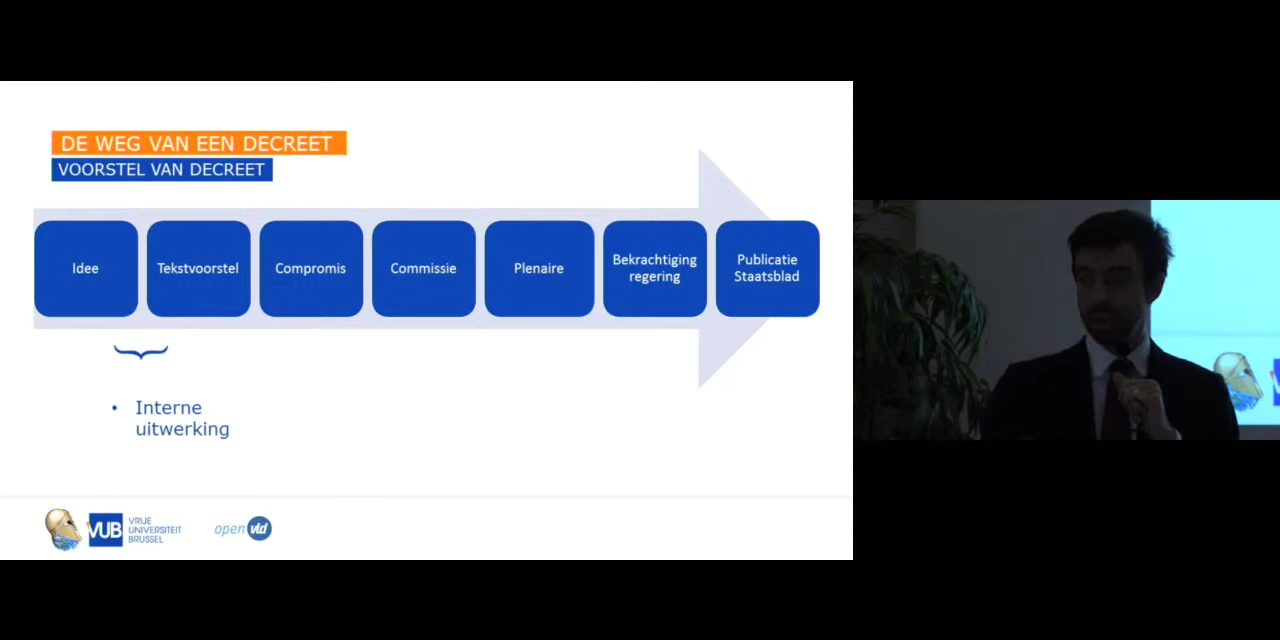 DE WEG VAN EEN DECREET
VOORSTEL VAN DECREET
Idee
Tekstvoorstel
Compromis
Commissie
Plenaire
Bekrachtiging
regering
Publicatie
Staatsblad
• Interne
uitwerking
VUB
VRIJE
UNIVERSITEIT
BRUSSEL
open vld